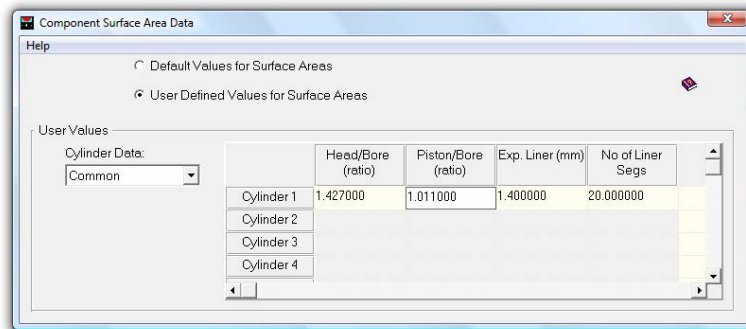 Component Surface Area Data
Help
Default Values for Surface Areas
User Defined Values for Surface Areas
User Values
Cylinder Data:
Common
Head/Bore (ratio) Piston/Bore (ratio) Exp. Liner (mm) No of Liner Segs
Cylinder 1 1.427000 1.011000 1.400000 20.000000
Cylinder 2
Cylinder 3
Cylinder 4